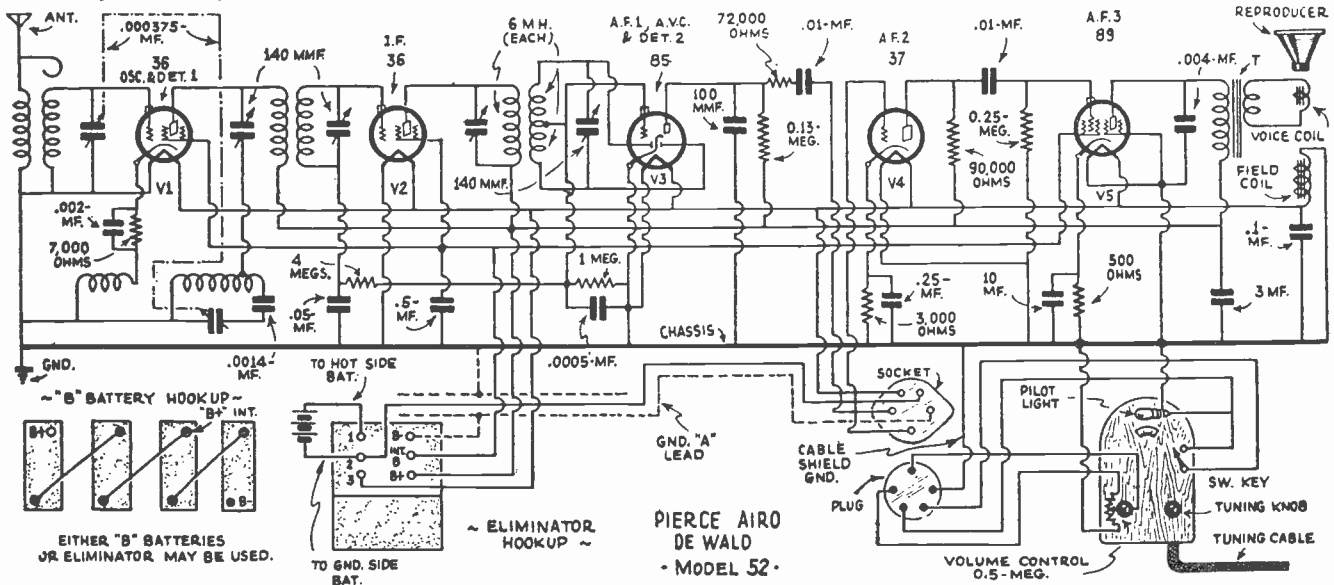 ANT.
.000375-
MF.
36
OSC. & DET. 1
140 MMF.
I.F.
36
6 M.H.
(EACH)
A.F.1, A.V.C.
& DET. 2
85
72,000
OHMS
.01-MF.
A.F.2
37
.01-MF.
A.F.3
89
.004-MF.
T
REPRODUCER
100
MMF.
0.13-
MEG.
0.25-
MEG.
90,000
OHMS
VOICE COIL
FIELD
COIL
V1
V2
140 MMF.
V3
V4
V5
.002-
MF.
7,000
OHMS
4
MEGS.
1 MEG.
.1-
MF.
.05-
MF.
.5-
MF.
.25-
MF.
3,000
OHMS
10
MF.
500
OHMS
3 MF.
.0014-
MF.
.0005-MF.
CHASSIS
GND.
~"B" BATTERY HOOKUP~
"B+" INT.
B+
B-
EITHER "B" BATTERIES
OR ELIMINATOR MAY BE USED.
TO HOT SIDE
BAT.
1
2
3
B-
INT.
B
B+
TO GND. SIDE
BAT.
~ ELIMINATOR
HOOKUP ~
GND. "A"
LEAD
SOCKET
CABLE
SHIELD
GND.
PLUG
PILOT
LIGHT
SW. KEY
TUNING KNOB
TUNING CABLE
VOLUME CONTROL
0.5-MEG.
PIERCE AIRO
DE WALD
· MODEL 52 ·